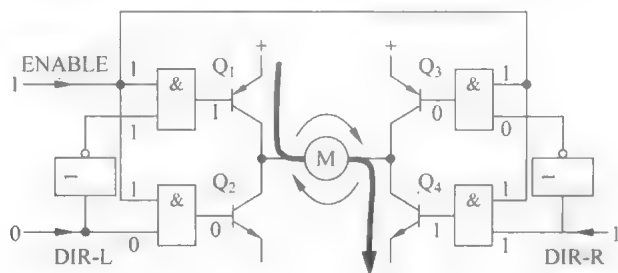 + +
ENABLE 1 Q1 Q3 1
1 & & 
1 0
1 0
1 M 1
1 Q2 Q4 1
& &
0 0 0 1 1 1
DIR-L DIR-R